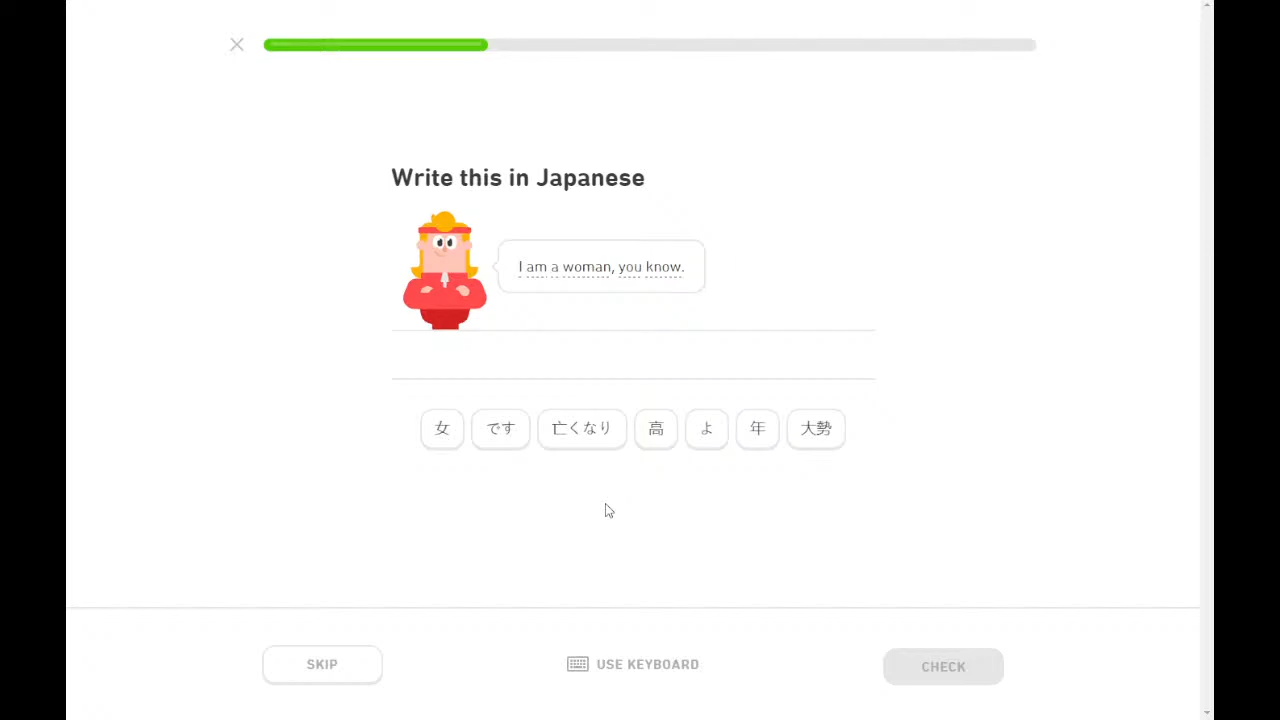 Write this in Japanese
I am a woman, you know.
女 です 亡くなり 高 よ 年 大勢
SKIP USE KEYBOARD CHECK